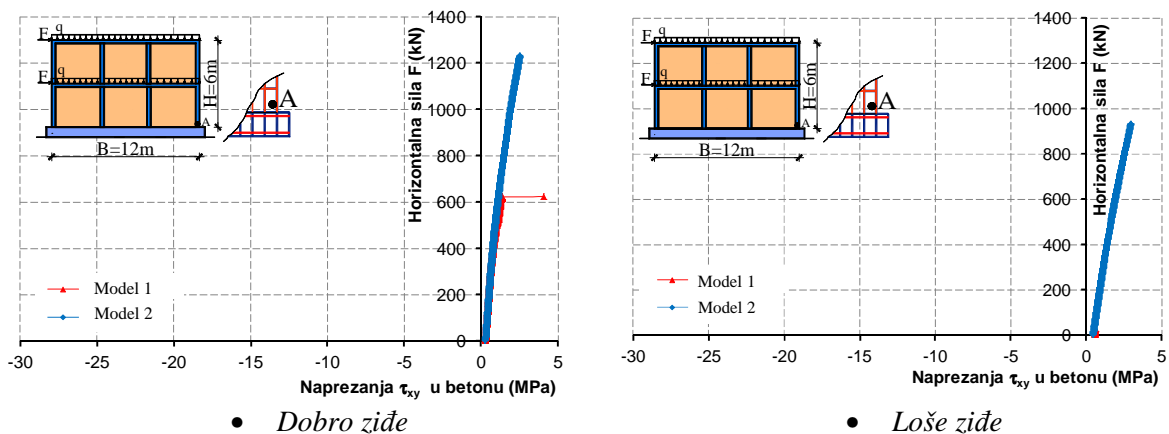 1400
1200
1000
800
600
400
200
0
-30 -25 -20 -15 -10 -5 0 5
Horizontalna sila F (kN)
Naprezanja τxy u betonu (MPa)
F q
F q
H=6m
A
A
B=12m
Model 1
Model 2
• Dobro ziđe
1400
1200
1000
800
600
400
200
0
-30 -25 -20 -15 -10 -5 0 5
Horizontalna sila F (kN)
Naprezanja τxy u betonu (MPa)
F q
F q
H=6m
A
A
B=12m
Model 1
Model 2
• Loše ziđe